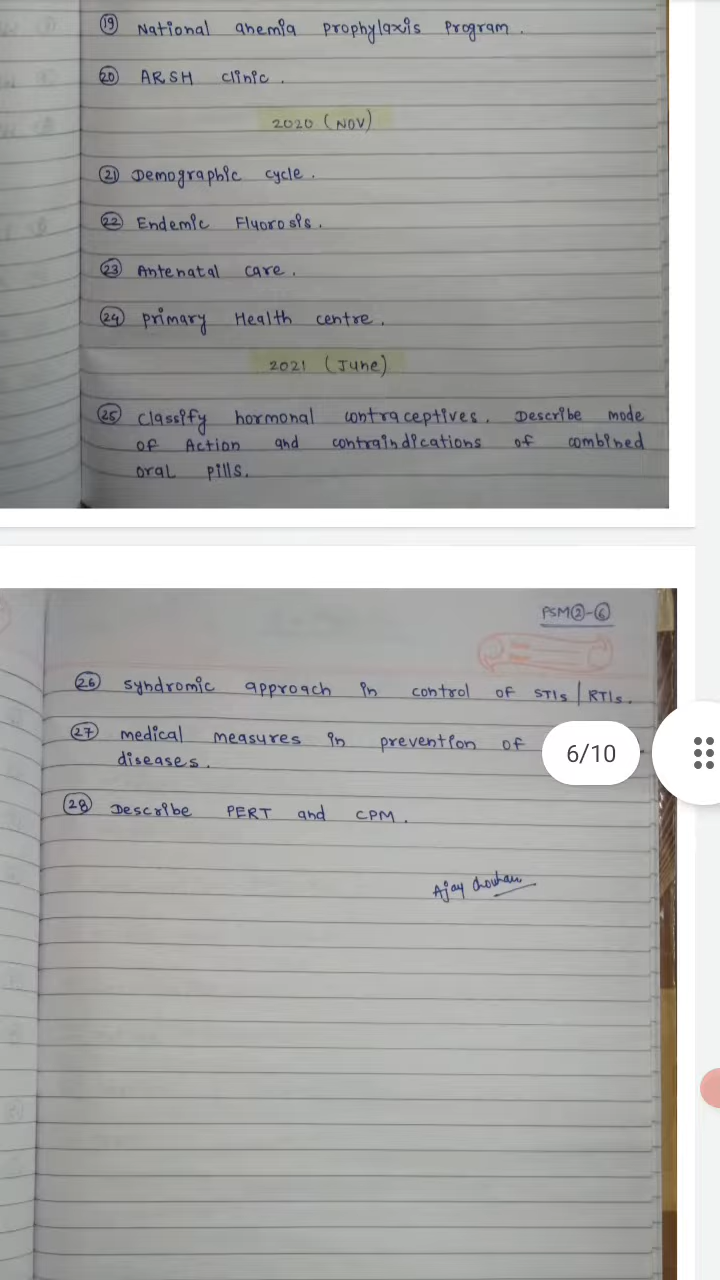 19 National anemia prophylaxis program.
20 ARSH clinic.
2020 (NOV)
21 Demographic cycle.
22 Endemic Fluorosis.
23 Antenatal care.
24 primary Health centre.
2021 (June)
25 classify hormonal contraceptives. Describe mode
of Action and contraindications of combined
oral pills.
PSM 2-6
26 syndromic approach in control of STIs/RTIs.
27 medical measures in prevention of
diseases.
6/10
28 Describe PERT and CPM.
Ajay Chouhan